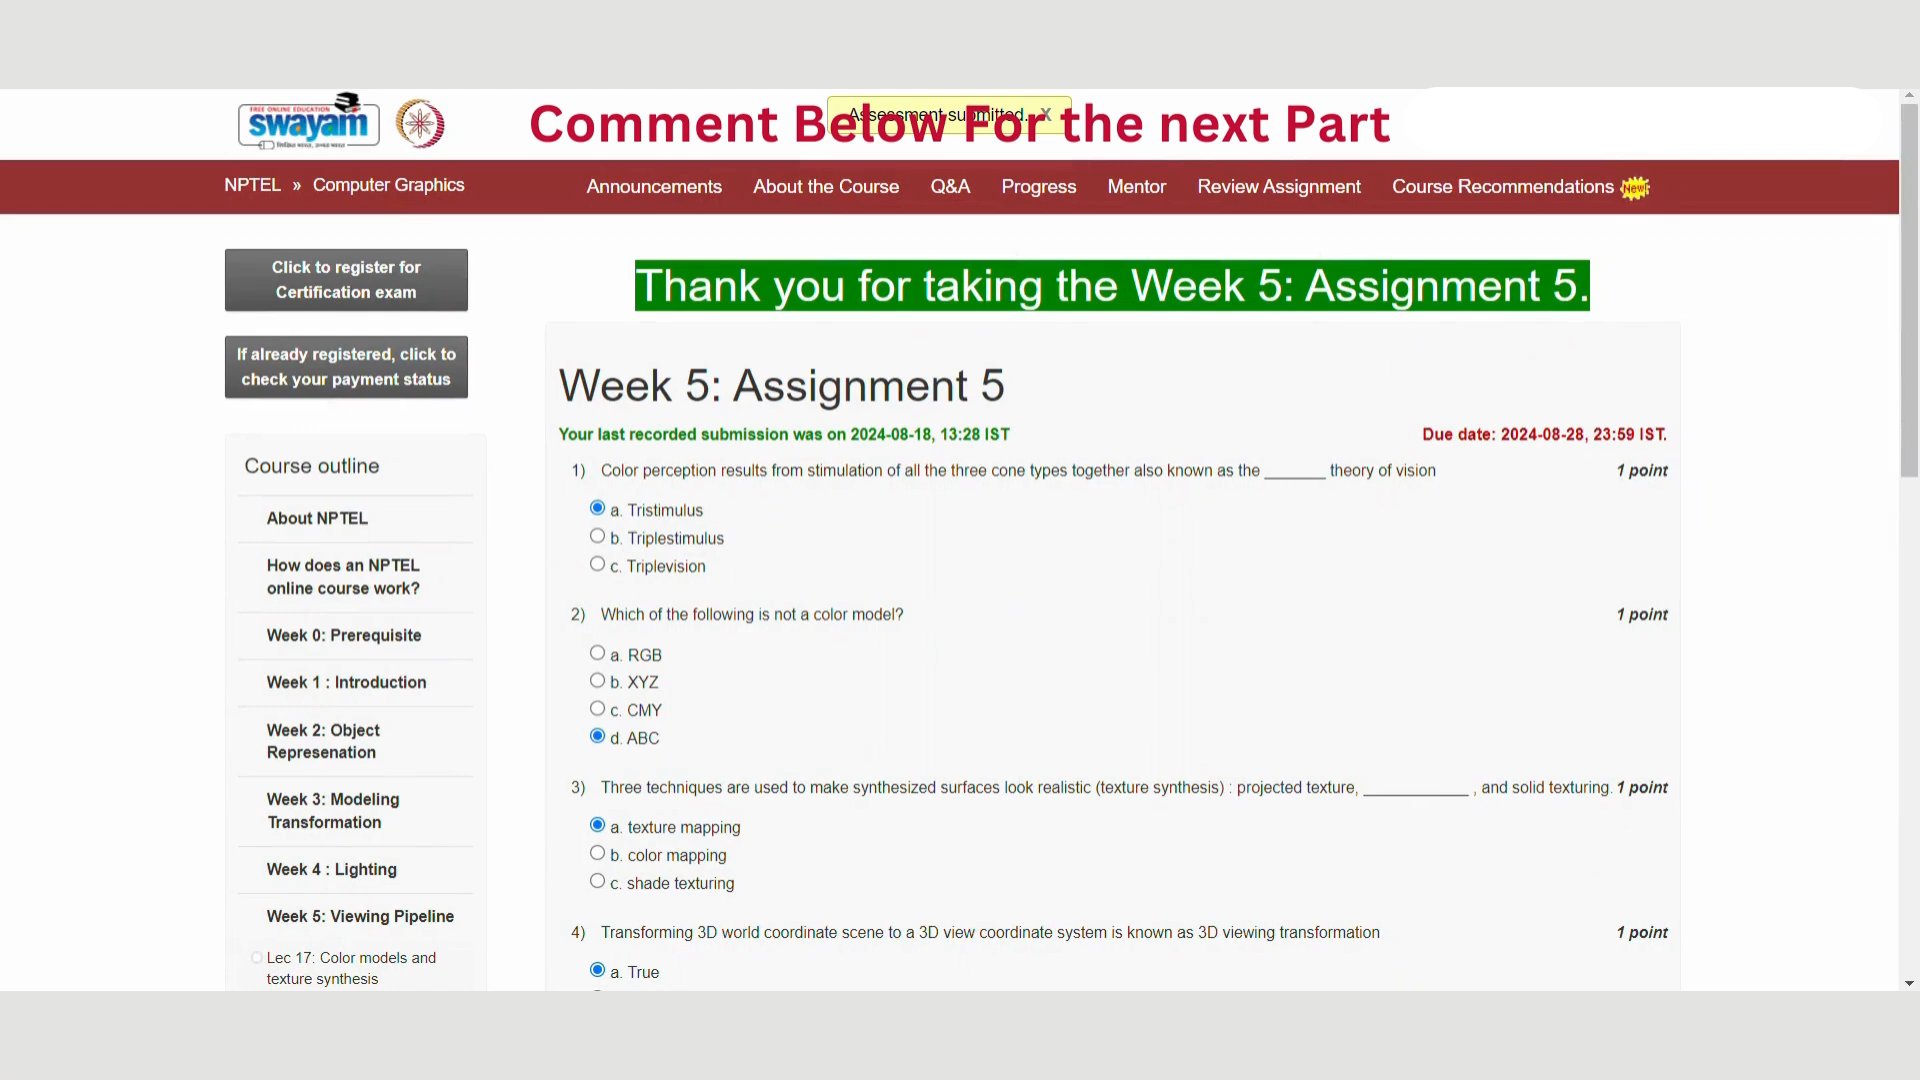 FREE ONLINE EDUCATION
swayam
Comment Below For the next Part
Assessment submitted. X
NPTEL » Computer Graphics
Announcements About the Course Q&A Progress Mentor Review Assignment Course Recommendations New!
Click to register for
Certification exam
If already registered, click to
check your payment status
Thank you for taking the Week 5: Assignment 5.
Course outline
About NPTEL
How does an NPTEL
online course work?
Week 0: Prerequisite
Week 1 : Introduction
Week 2: Object
Represenation
Week 3: Modeling
Transformation
Week 4 : Lighting
Week 5: Viewing Pipeline
Lec 17: Color models and
texture synthesis
Week 5: Assignment 5
Your last recorded submission was on 2024-08-18, 13:28 IST Due date: 2024-08-28, 23:59 IST.
1) Color perception results from stimulation of all the three cone types together also known as the _______ theory of vision 1 point
a. Tristimulus
b. Triplestimulus
c. Triplevision
2) Which of the following is not a color model? 1 point
a. RGB
b. XYZ
c. CMY
d. ABC
3) Three techniques are used to make synthesized surfaces look realistic (texture synthesis) : projected texture, ____________ , and solid texturing. 1 point
a. texture mapping
b. color mapping
c. shade texturing
4) Transforming 3D world coordinate scene to a 3D view coordinate system is known as 3D viewing transformation 1 point
a. True